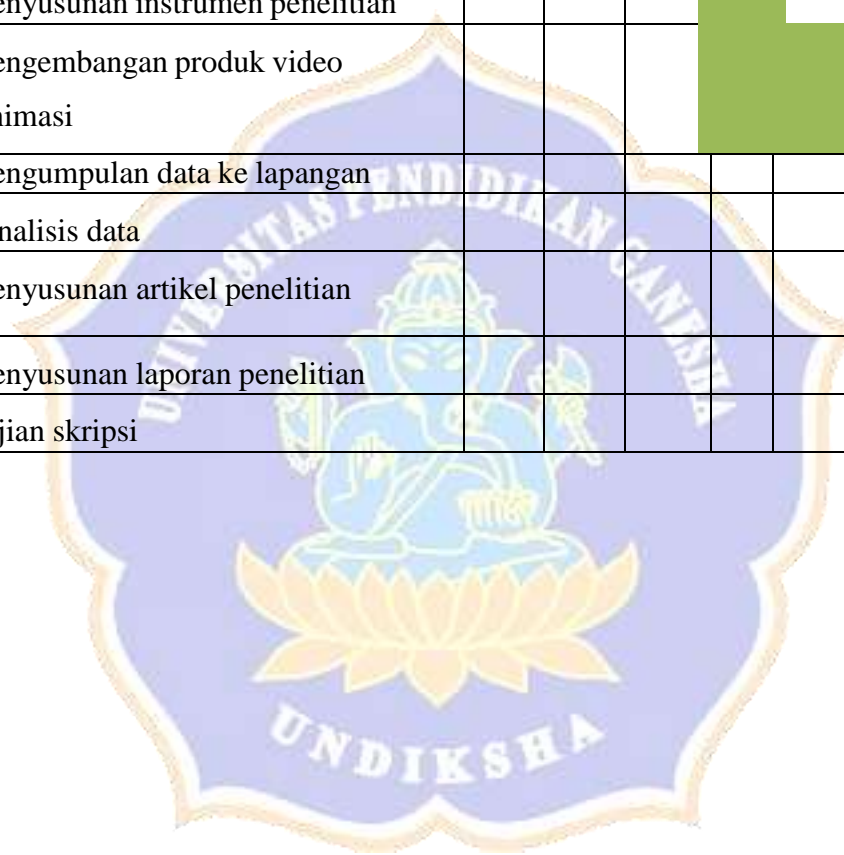 enyusunan instrumen penelitian
engembangan produk video
nimasi
engumpulan data ke lapangan
nalisis data
enyusunan artikel penelitian
enyusunan laporan penelitian
jian skripsi
UNIVERSITAS PENDIDIKAN GANESHA
UNDIKSHA